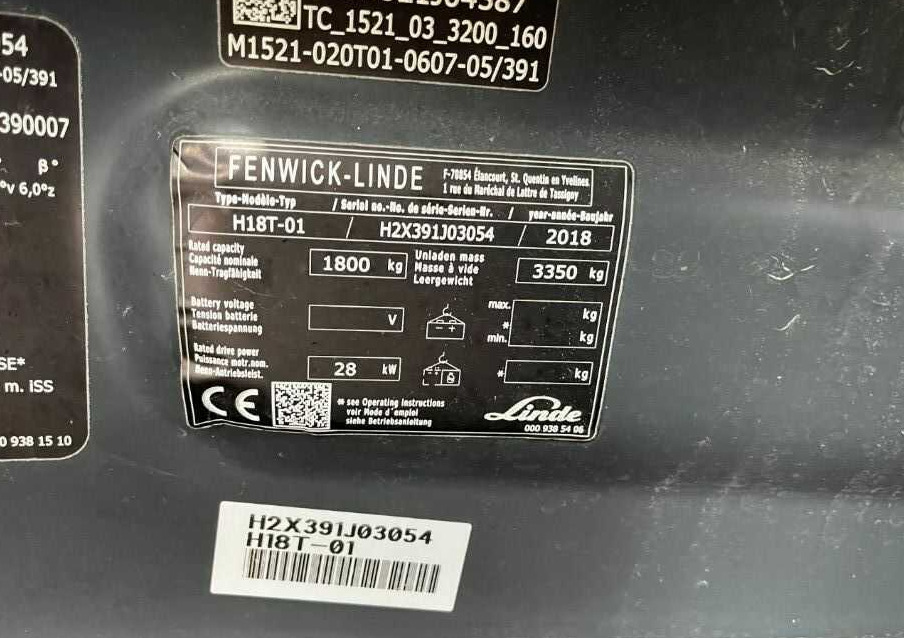 TC_1521_03_3200_160
M1521-020T01-0607-05/391
54
-05/391
390007
β°
°v 6,0°z
SE*
m. iSS
0 938 15 10
FENWICK-LINDE
F-78854 Élancourt, St. Quentin en Yvelines
1 rue du Maréchal de Lattre de Tassigny
Type-Modèle-Typ / Serial no.-No. de série-Serien-Nr. / year-année-Baujahr
H18T-01 / H2X391J03054 / 2018
Rated capacity
Capacité nominale
Nenn-Tragfähigkeit
1800 kg
Unladen mass
Masse à vide
Leergewicht
3350 kg
Battery voltage
Tension batterie
Batteriespannung
V
- +
max. kg
*
min. kg
Rated drive power
Puissance motr.nom.
Nenn-Antriebsleist.
28 kW
* kg
CE
* see Operating Instructions
voir Mode d'emploi
siehe Betriebsanleitung
Linde
000 938 54 06
H2X391J03054
H18T-01